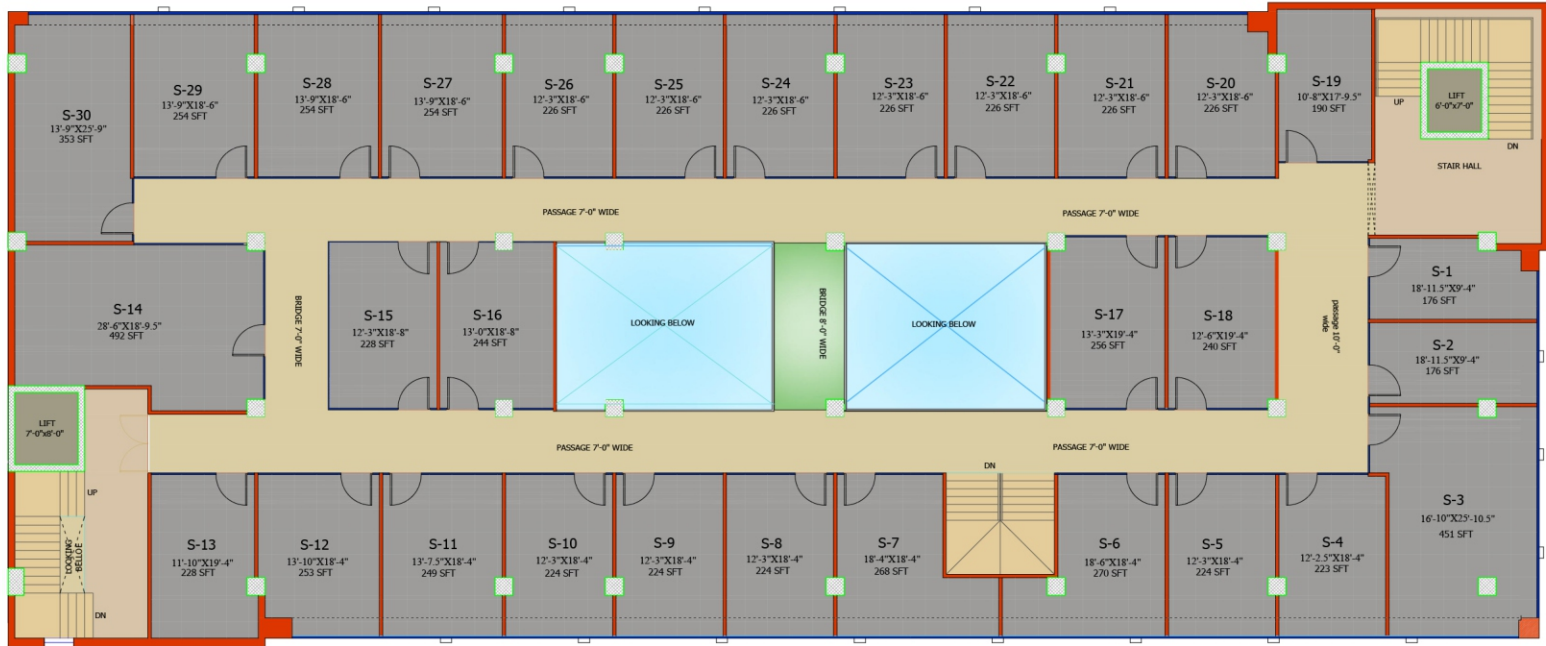 S-30
13'-9"X25'-9"
353 SFT
S-29
13'-9"X18'-6"
254 SFT
S-28
13'-9"X18'-6"
254 SFT
S-27
13'-9"X18'-6"
254 SFT
S-26
12'-3"X18'-6"
226 SFT
S-25
12'-3"X18'-6"
226 SFT
S-24
12'-3"X18'-6"
226 SFT
S-23
12'-3"X18'-6"
226 SFT
S-22
12'-3"X18'-6"
226 SFT
S-21
12'-3"X18'-6"
226 SFT
S-20
12'-3"X18'-6"
226 SFT
S-19
10'-8"X17'-9.5"
190 SFT
UP
LIFT
6'-0"x7'-0"
DN
STAIR HALL
PASSAGE 7'-0" WIDE
PASSAGE 7'-0" WIDE
S-14
28'-6"X18'-9.5"
492 SFT
BRIDGE 7'-0" WIDE
S-15
12'-3"X18'-8"
228 SFT
S-16
13'-0"X18'-8"
244 SFT
LOOKING BELOW
BRIDGE 8'-0" WIDE
LOOKING BELOW
S-17
13'-3"X19'-4"
256 SFT
S-18
12'-6"X19'-4"
240 SFT
passage 10'-0"
wide
S-1
18'-11.5"X9'-4"
176 SFT
S-2
18'-11.5"X9'-4"
176 SFT
LIFT
7'-0"x8'-0"
PASSAGE 7'-0" WIDE
PASSAGE 7'-0" WIDE
DN
UP
LOOKING
BELLOE
DN
S-13
11'-10"X19'-4"
228 SFT
S-12
13'-10"X18'-4"
253 SFT
S-11
13'-7.5"X18'-4"
249 SFT
S-10
12'-3"X18'-4"
224 SFT
S-9
12'-3"X18'-4"
224 SFT
S-8
12'-3"X18'-4"
224 SFT
S-7
18'-4"X18'-4"
268 SFT
S-6
18'-6"X18'-4"
270 SFT
S-5
12'-3"X18'-4"
224 SFT
S-4
12'-2.5"X18'-4"
223 SFT
S-3
16'-10"X25'-10.5"
451 SFT